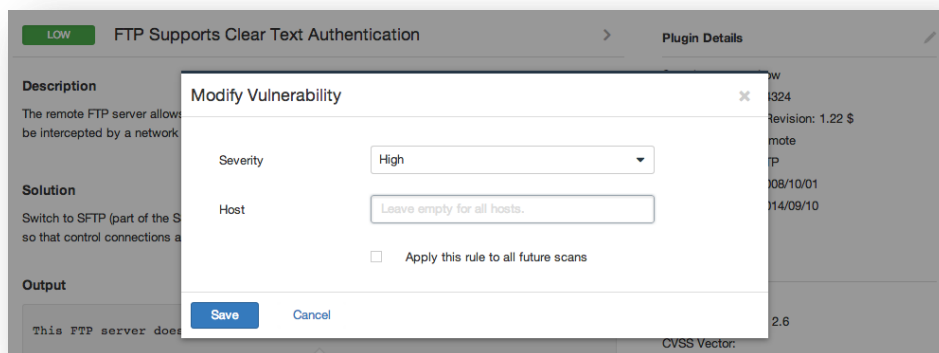 LOW
FTP Supports Clear Text Authentication
Description
The remote FTP server allows
be intercepted by a network
Solution
Switch to SFTP (part of the S
so that control connections a
Output
This FTP server does
Modify Vulnerability
Severity
High
Host
Leave empty for all hosts.
Apply this rule to all future scans
Save
Cancel
Plugin Details
ow
4324
Revision: 1.22 $
mote
TP
008/10/01
014/09/10
2.6
CVSS Vector: